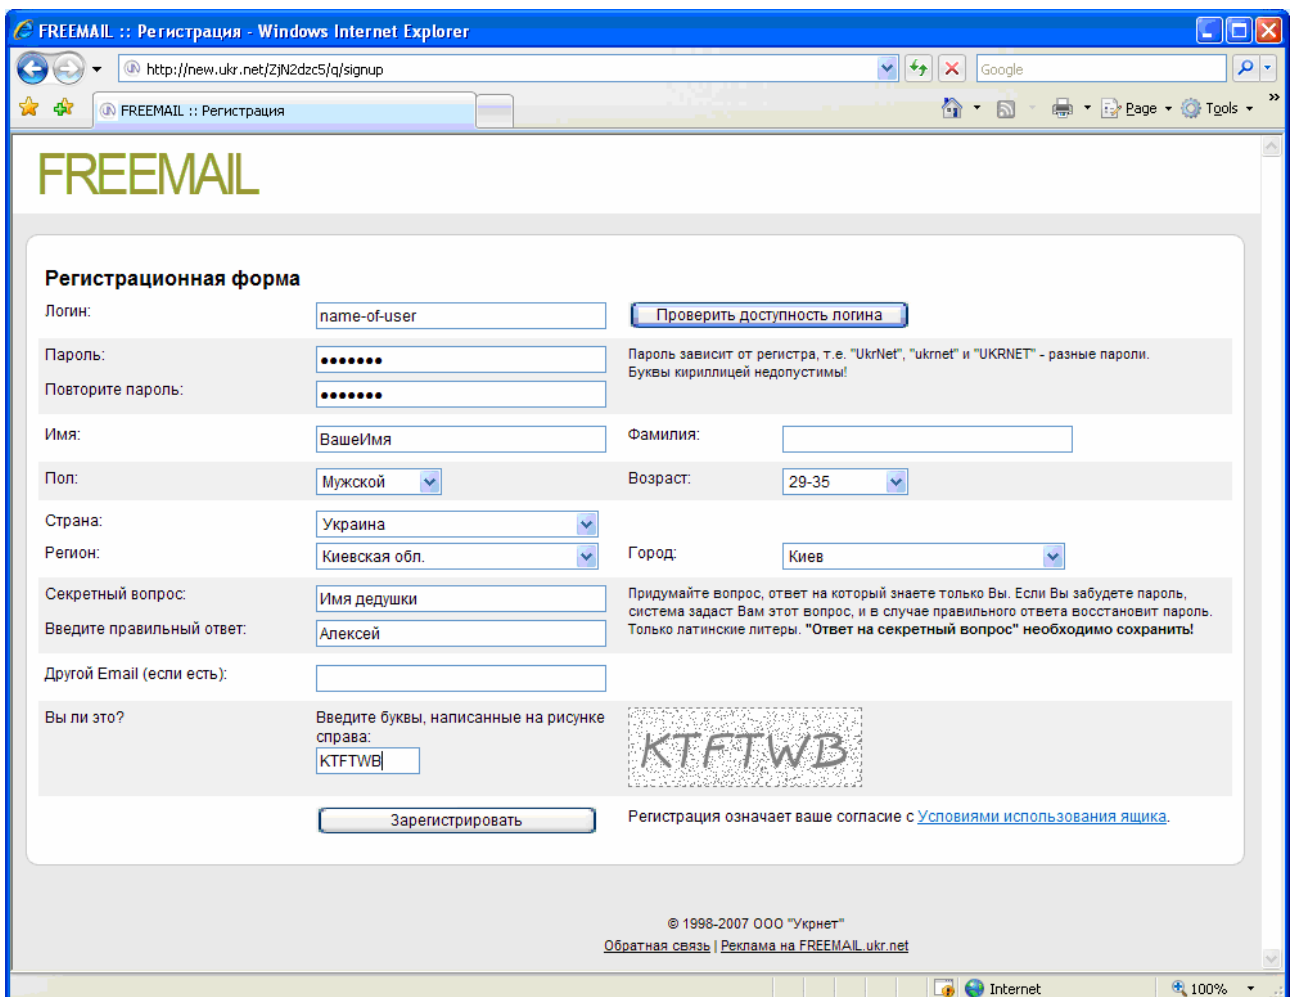 FREEMAIL :: Регистрация - Windows Internet Explorer
http://new.ukr.net/ZjN2dzc5/q/signup
Google
FREEMAIL :: Регистрация
Page
Tools
FREEMAIL
Регистрационная форма
Логин:
name-of-user
Проверить доступность логина
Пароль:
Пароль зависит от регистра, т.е. "UkrNet", "ukrnet" и "UKRNET" - разные пароли.
Буквы кириллицей недопустимы!
Повторите пароль:
Имя:
ВашеИмя
Фамилия:
Пол:
Мужской
Возраст:
29-35
Страна:
Украина
Регион:
Киевская обл.
Город:
Киев
Секретный вопрос:
Имя дедушки
Придумайте вопрос, ответ на который знаете только Вы. Если Вы забудете пароль,
система задаст Вам этот вопрос, и в случае правильного ответа восстановит пароль.
Только латинские литеры. "Ответ на секретный вопрос" необходимо сохранить!
Введите правильный ответ:
Алексей
Другой Email (если есть):
Вы ли это?
Введите буквы, написанные на рисунке
справа:
KTFTWB
KTFTWB
Зарегистрировать
Регистрация означает ваше согласие с Условиями использования ящика.
© 1998-2007 ООО "Укрнет"
Обратная связь | Реклама на FREEMAIL.ukr.net
Internet
100%